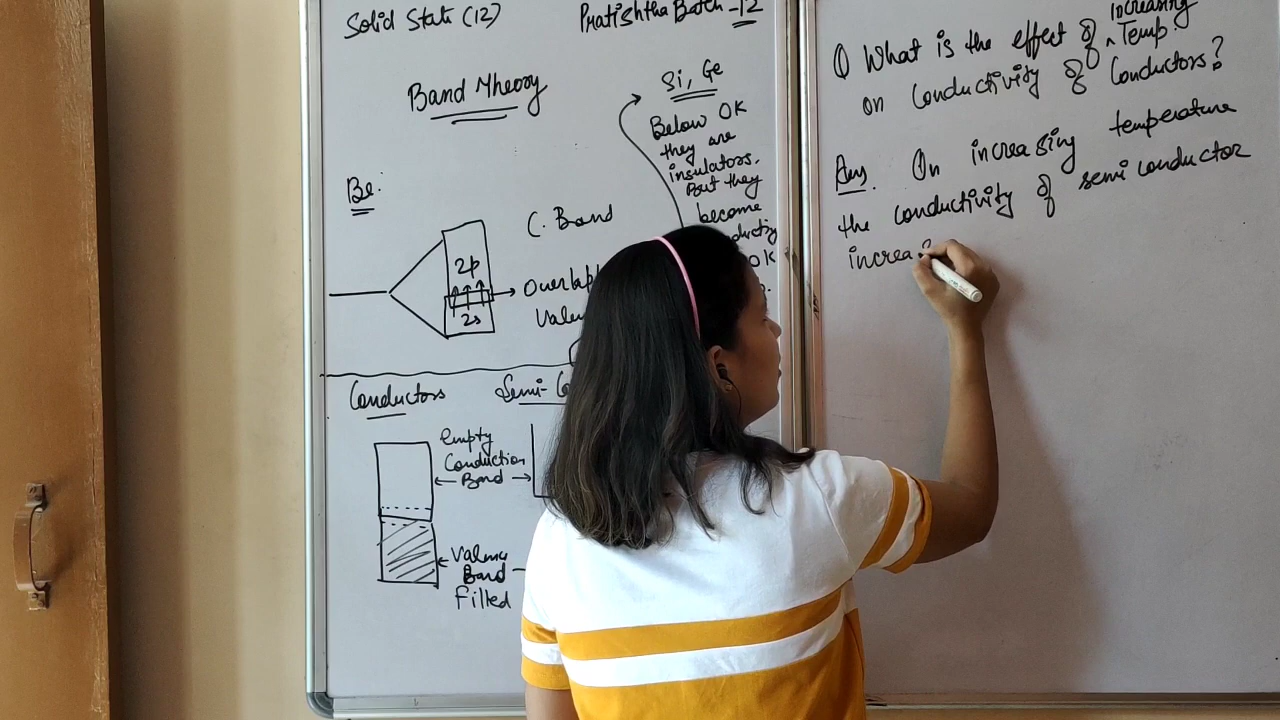 Solid State (12)
Pratishtha Batch - 12
Band Theory
Si, Ge
Below OK
they are
insulators,
But they
become
OK
Be:
C. Band
2p
2s
Conductors
Semi-
empty
Conduction
Band
Band
filled
Q What is the effect of increasing Temp.
on Conductivity of Conductors?
Ans. On increasing temperature
the conductivity of semi conductor
increa